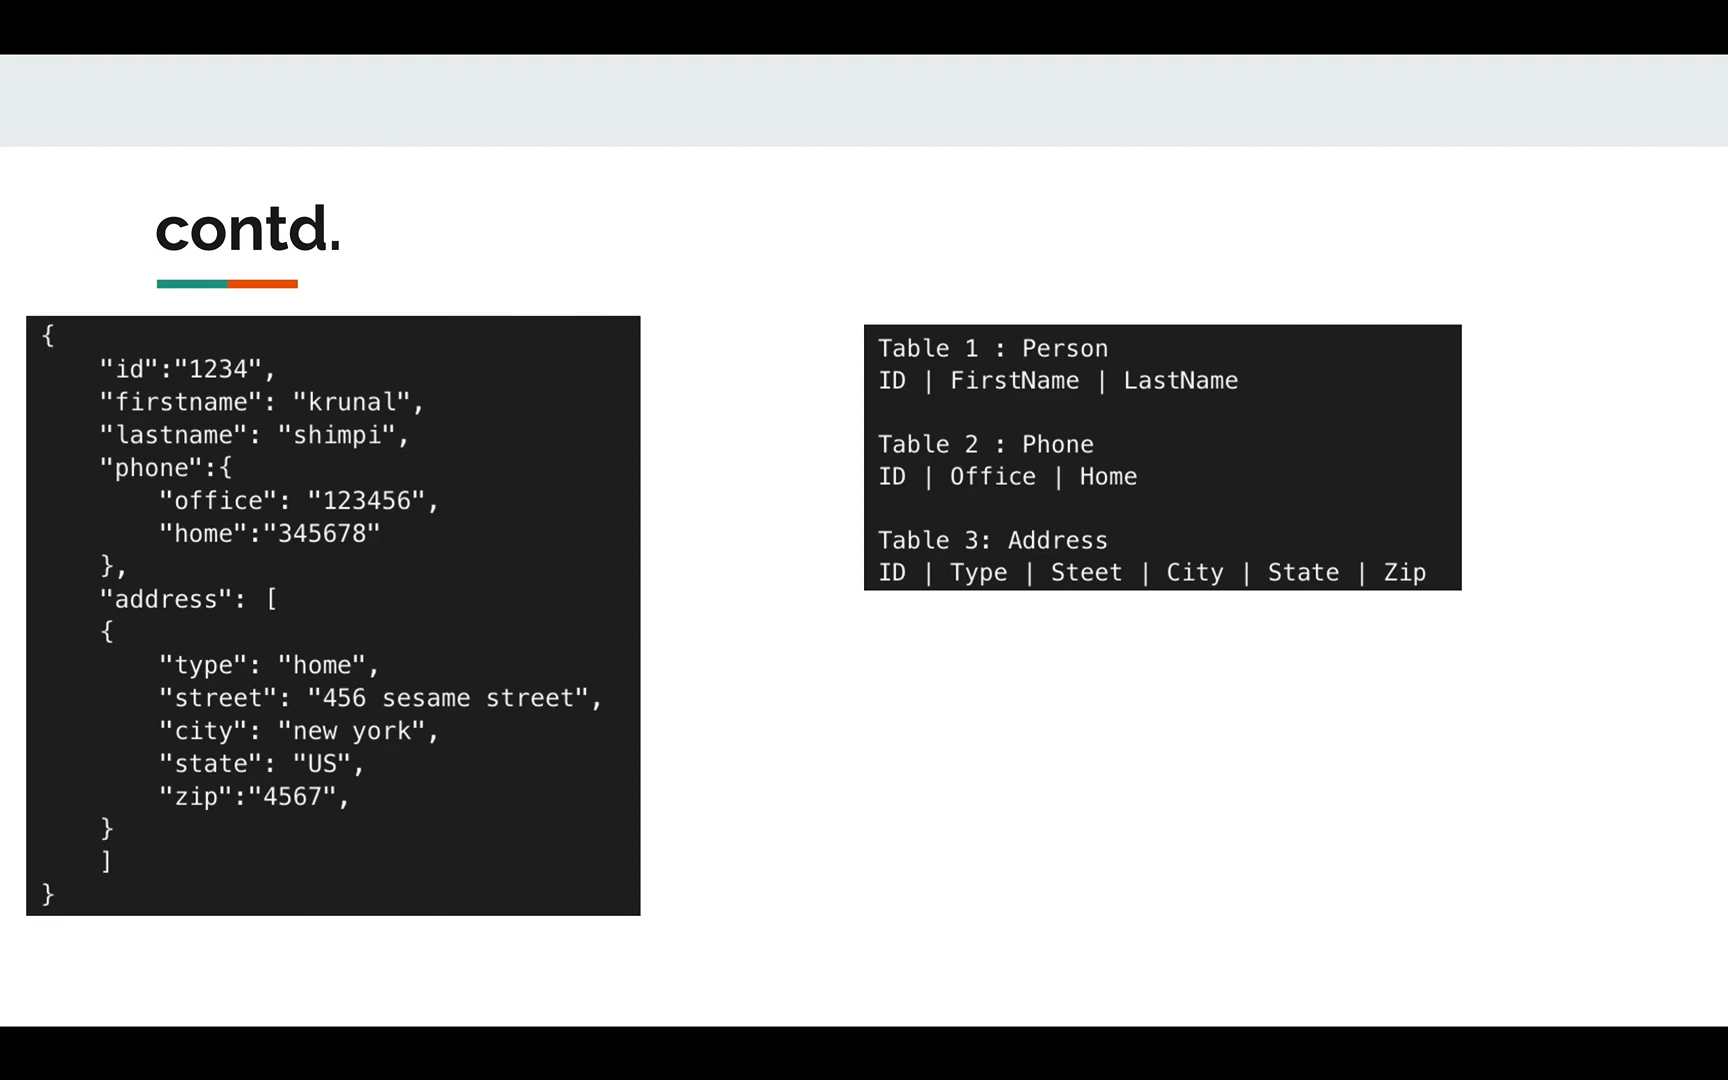 contd.
{
"id":"1234",
"firstname": "krunal",
"lastname": "shimpi",
"phone":{
"office": "123456",
"home":"345678"
},
"address": [
{
"type": "home",
"street": "456 sesame street",
"city": "new york",
"state": "US",
"zip":"4567",
}
]
}
Table 1 : Person
ID | FirstName | LastName
Table 2 : Phone
ID | Office | Home
Table 3: Address
ID | Type | Steet | City | State | Zip